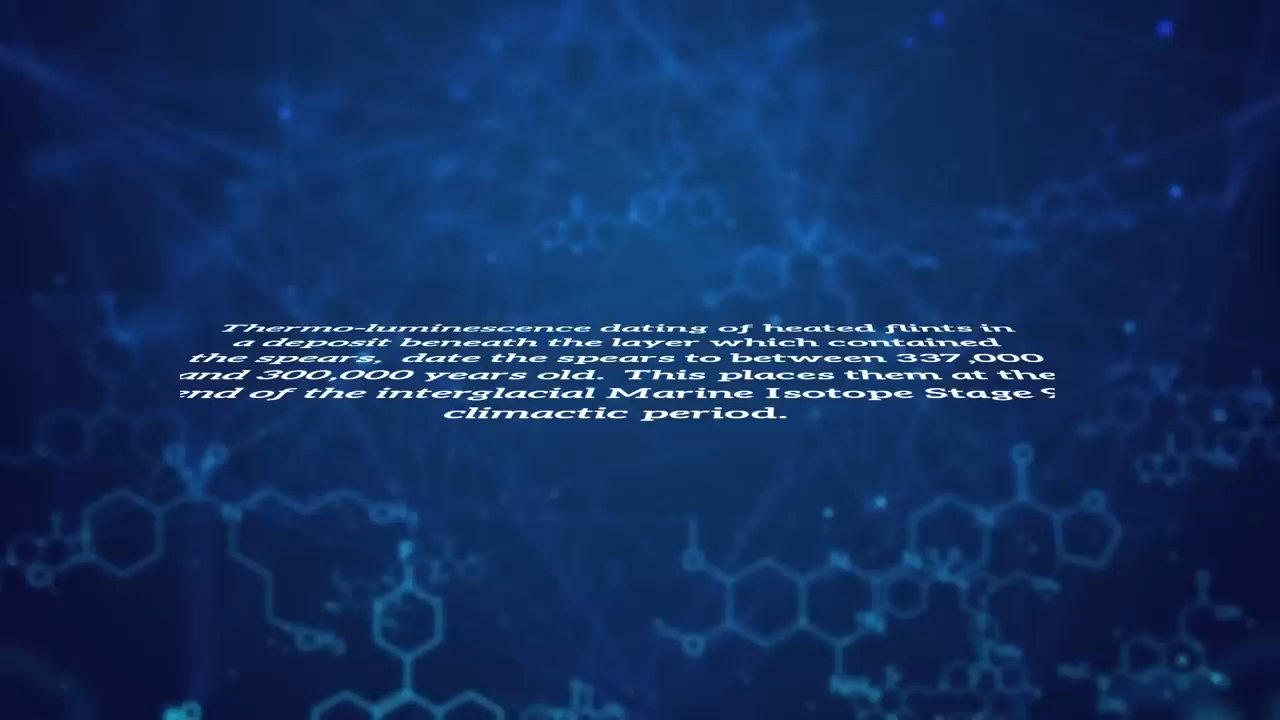 Thermo-luminescence dating of heated flints in
a deposit beneath the layer which contained
the spears, date the spears to between 337,000
and 300,000 years old. This places them at the
end of the interglacial Marine Isotope Stage 9
climactic period.